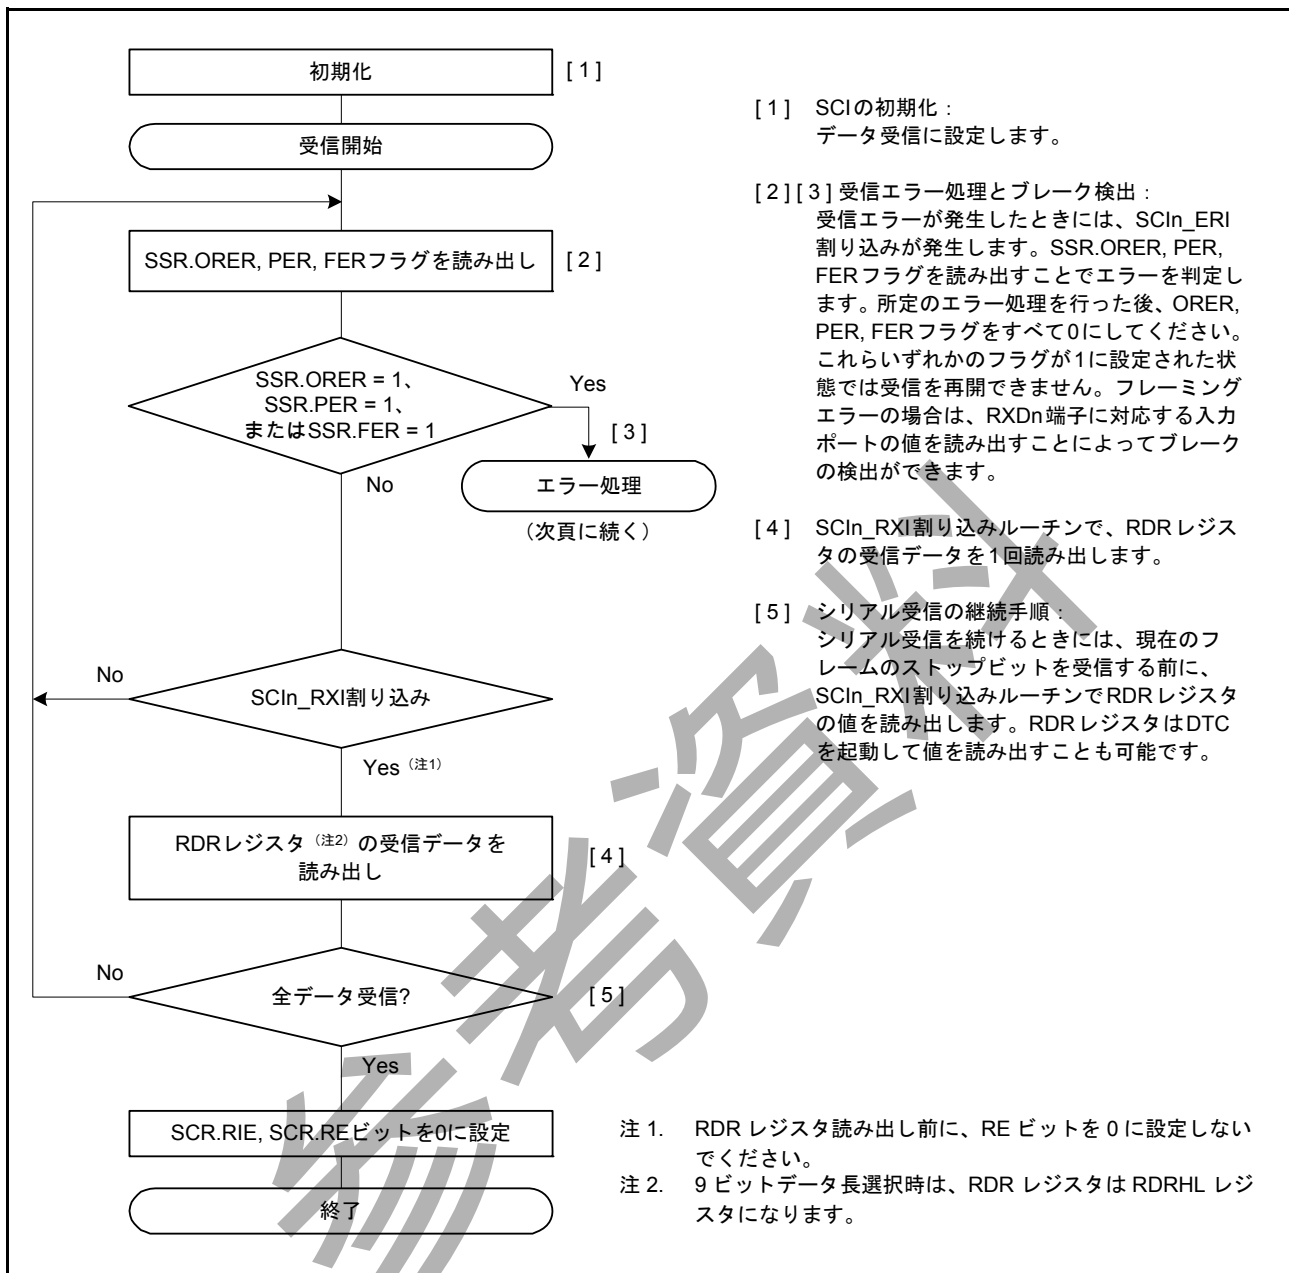 初期化
[ 1 ]
受信開始
SSR.ORER, PER, FERフラグを読み出し
[ 2 ]
SSR.ORER = 1、
SSR.PER = 1、
またはSSR.FER = 1
Yes
[ 3 ]
No
エラー処理
（次頁に続く）
No
SCIn_RXI割り込み
Yes（注1）
RDRレジスタ（注2）の受信データを
読み出し
[ 4 ]
No
全データ受信?
[ 5 ]
Yes
SCR.RIE, SCR.REビットを0に設定
終了
[ 1 ] SCIの初期化：
データ受信に設定します。
[ 2 ] [ 3 ] 受信エラー処理とブレーク検出：
受信エラーが発生したときには、SCIn_ERI
割り込みが発生します。SSR.ORER, PER,
FERフラグを読み出すことでエラーを判定し
ます。所定のエラー処理を行った後、ORER,
PER, FERフラグをすべて0にしてください。
これらいずれかのフラグが1に設定された状
態では受信を再開できません。フレーミング
エラーの場合は、RXDn端子に対応する入力
ポートの値を読み出すことによってブレーク
の検出ができます。
[ 4 ] SCIn_RXI割り込みルーチンで、RDRレジス
タの受信データを1回読み出します。
[ 5 ] シリアル受信の継続手順：
シリアル受信を続けるときには、現在のフ
レームのストップビットを受信する前に、
SCIn_RXI割り込みルーチンでRDRレジスタ
の値を読み出します。RDRレジスタはDTC
を起動して値を読み出すことも可能です。
注 1. RDR レジスタ読み出し前に、RE ビットを 0 に設定しない
でください。
注 2. 9 ビットデータ長選択時は、RDR レジスタは RDRHL レジ
スタになります。
参考資料